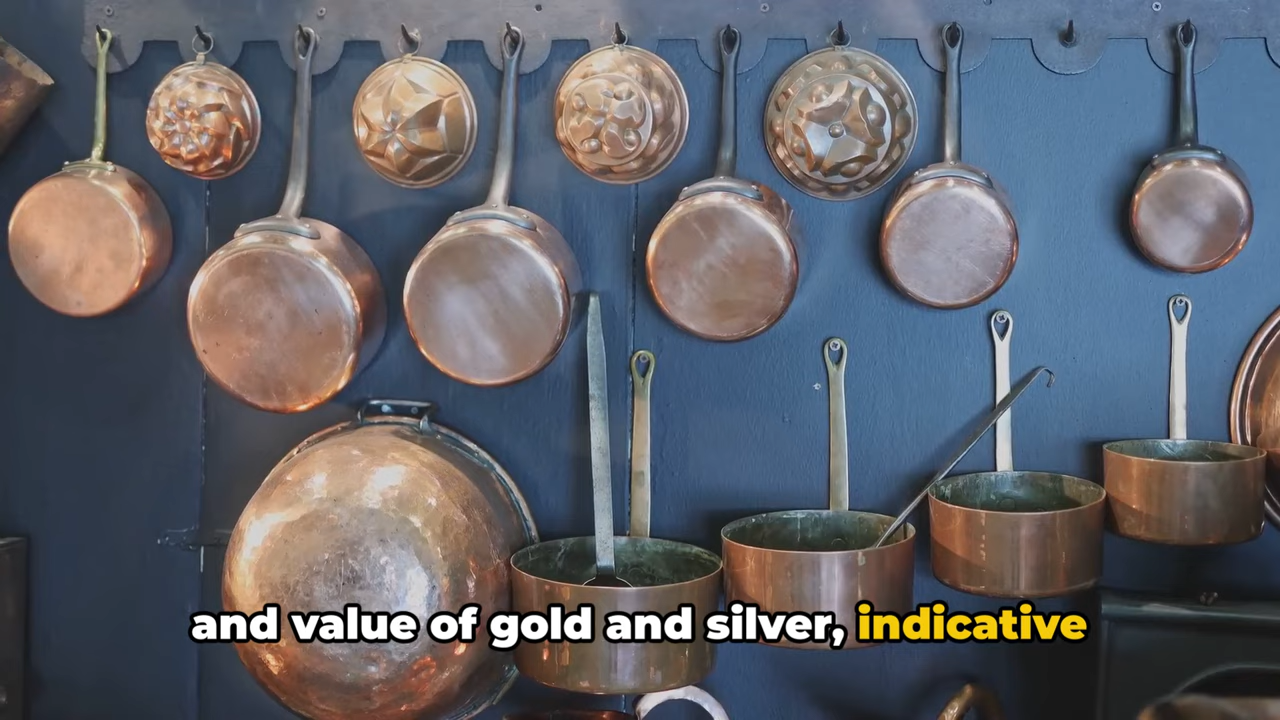 and value of gold and silver, indicative